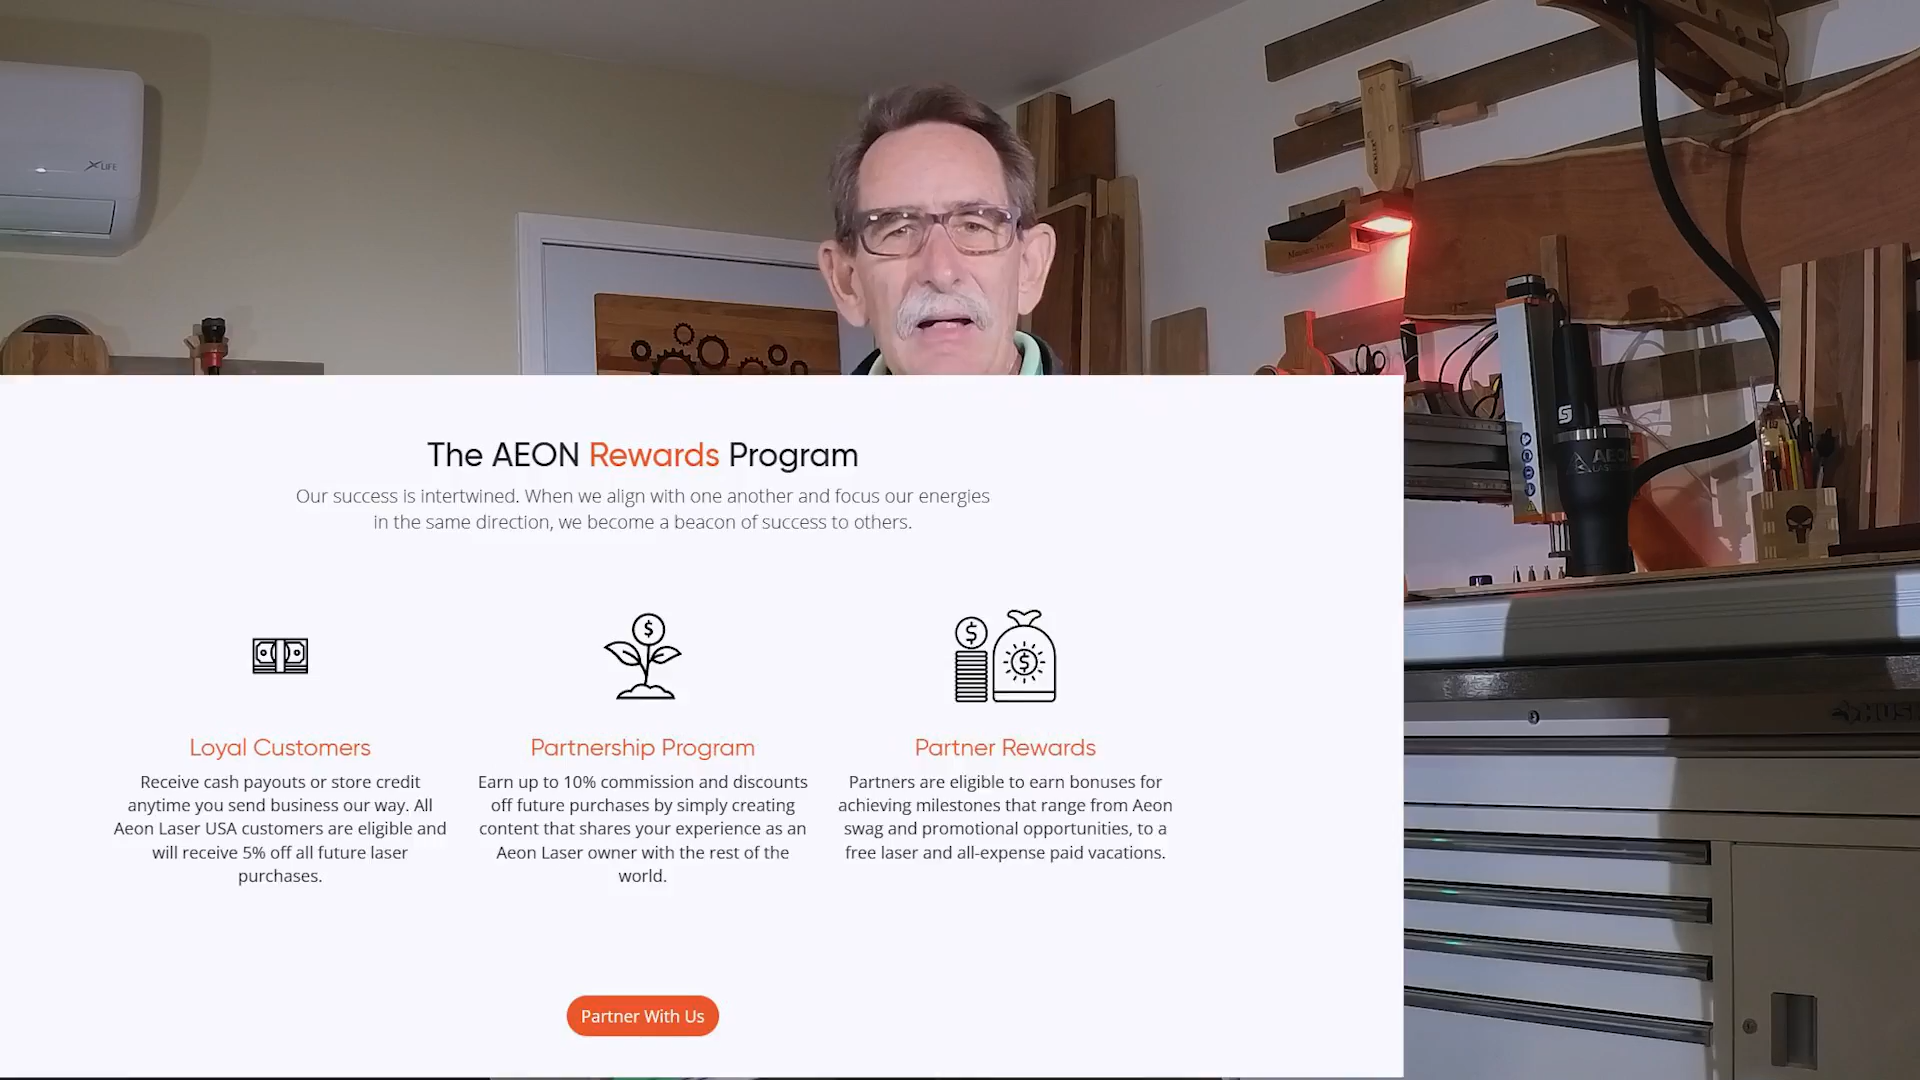 X LIFE
The AEON Rewards Program
Our success is intertwined. When we align with one another and focus our energies
in the same direction, we become a beacon of success to others.
Loyal Customers
Receive cash payouts or store credit
anytime you send business our way. All
Aeon Laser USA customers are eligible and
will receive 5% off all future laser
purchases.
Partnership Program
Earn up to 10% commission and discounts
off future purchases by simply creating
content that shares your experience as an
Aeon Laser owner with the rest of the
world.
Partner Rewards
Partners are eligible to earn bonuses for
achieving milestones that range from Aeon
swag and promotional opportunities, to a
free laser and all-expense paid vacations.
Partner With Us